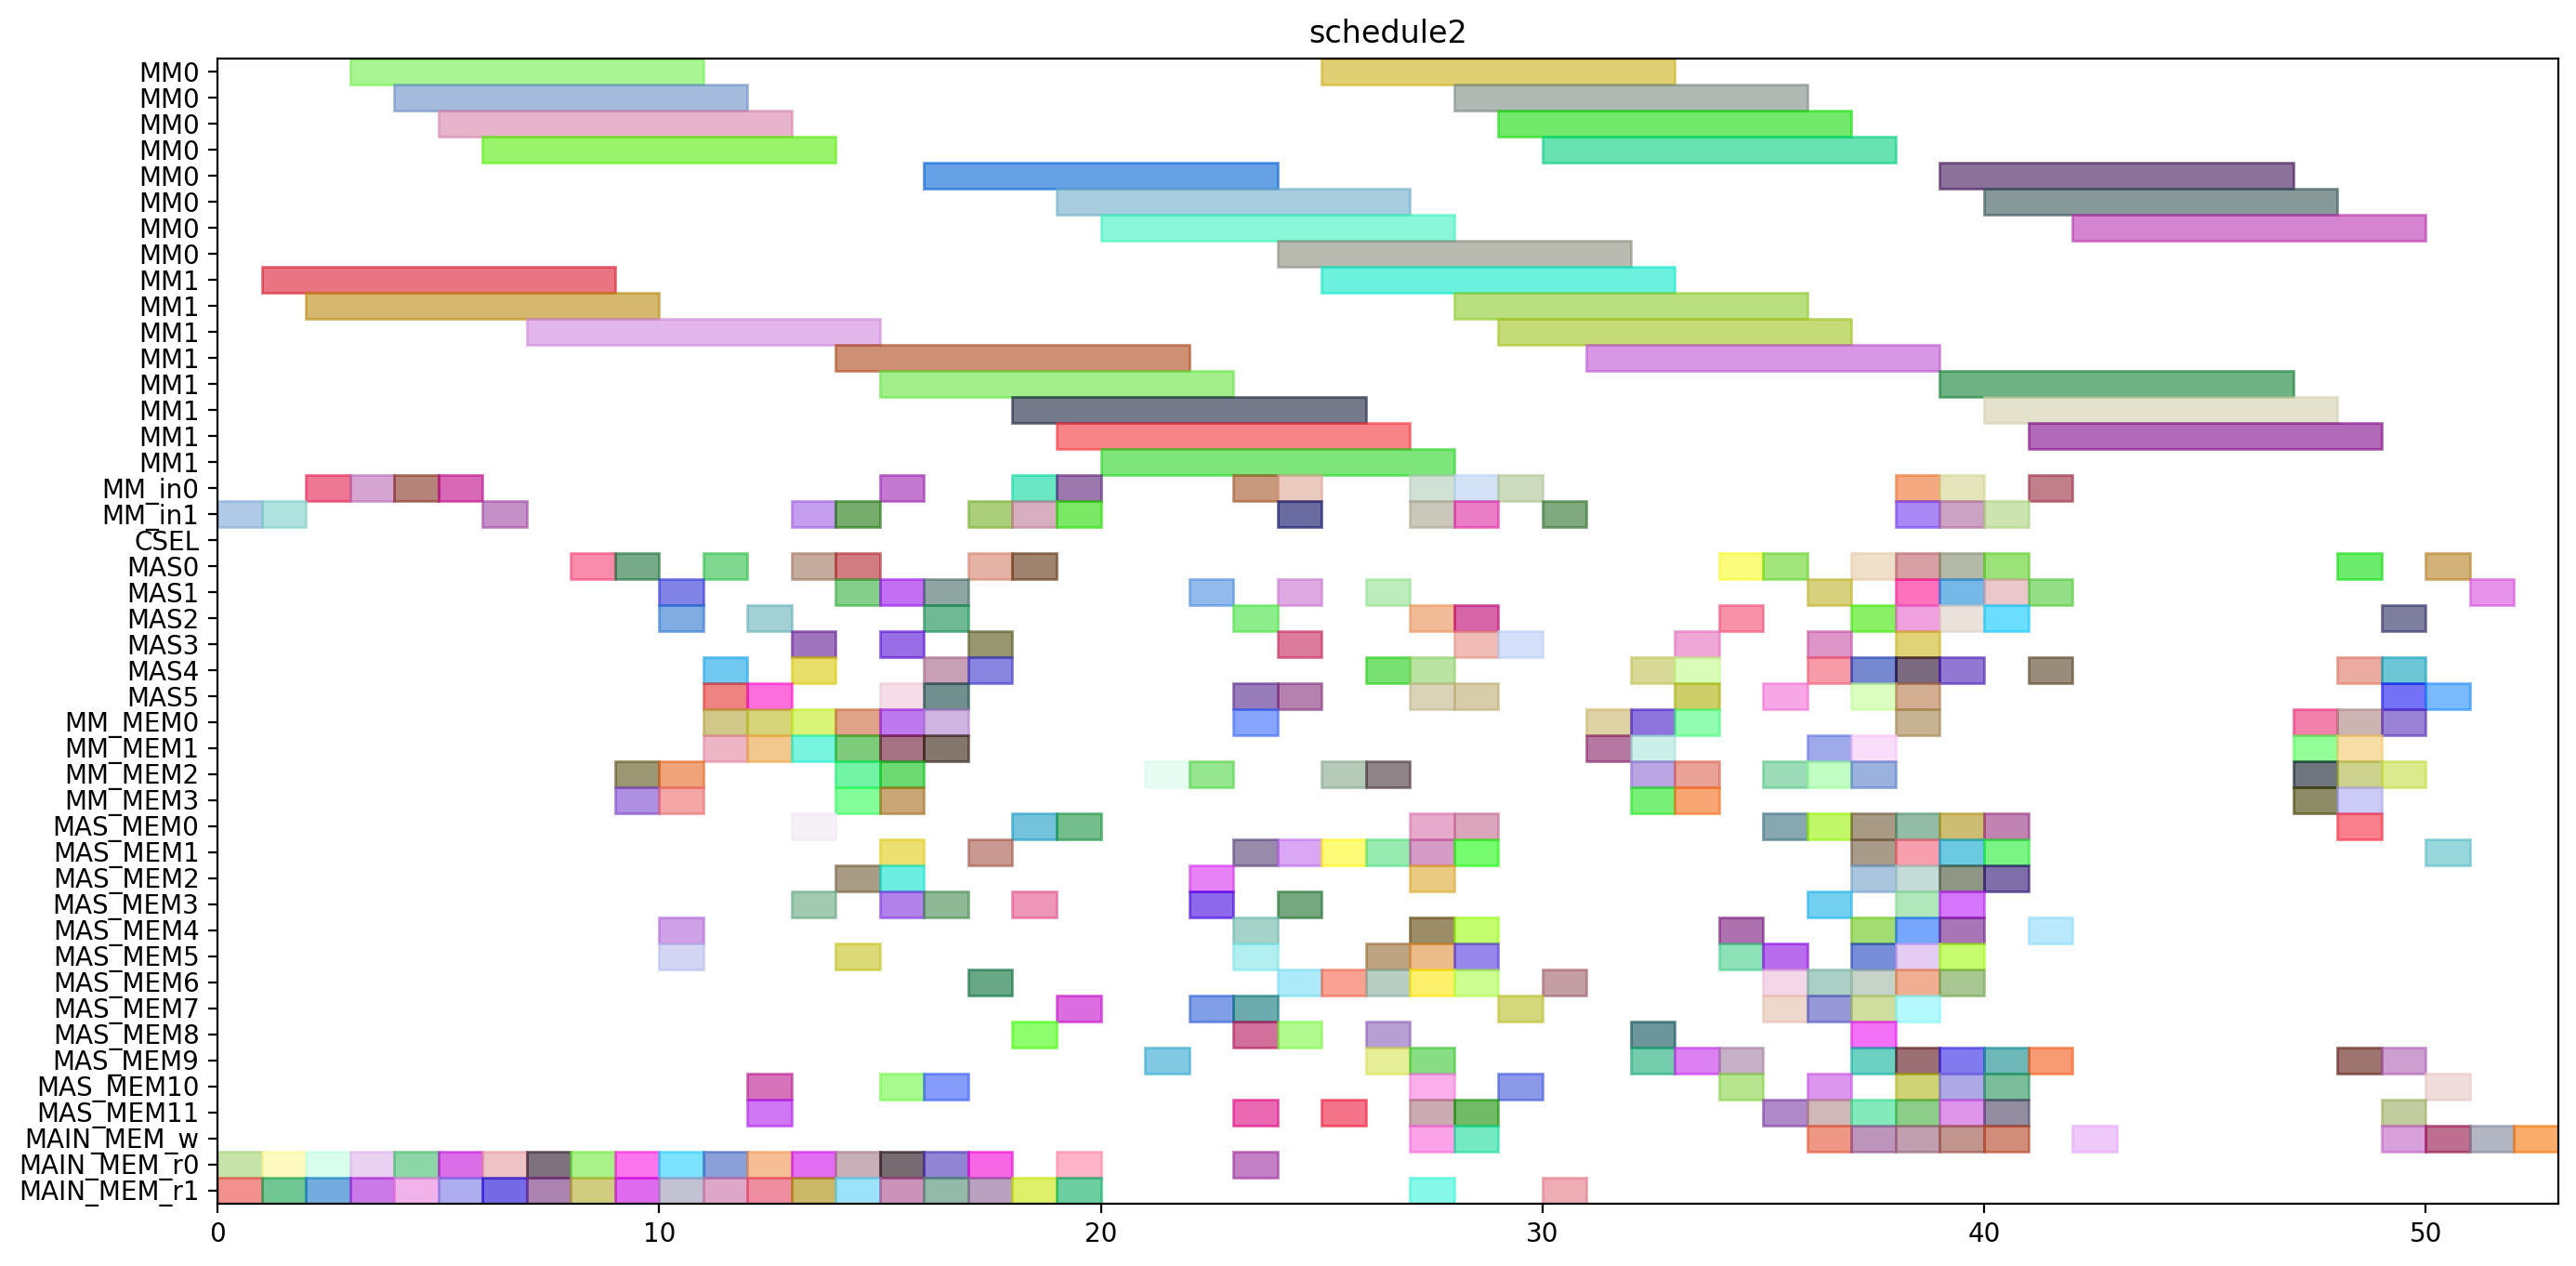 schedule2
MM0
MM0
MM0
MM0
MM0
MM0
MM0
MM0
MM1
MM1
MM1
MM1
MM1
MM1
MM1
MM1
MM_in0
MM_in1
CSEL
MAS0
MAS1
MAS2
MAS3
MAS4
MAS5
MM_MEM0
MM_MEM1
MM_MEM2
MM_MEM3
MAS_MEM0
MAS_MEM1
MAS_MEM2
MAS_MEM3
MAS_MEM4
MAS_MEM5
MAS_MEM6
MAS_MEM7
MAS_MEM8
MAS_MEM9
MAS_MEM10
MAS_MEM11
MAIN_MEM_w
MAIN_MEM_r0
MAIN_MEM_r1
0 10 20 30 40 50